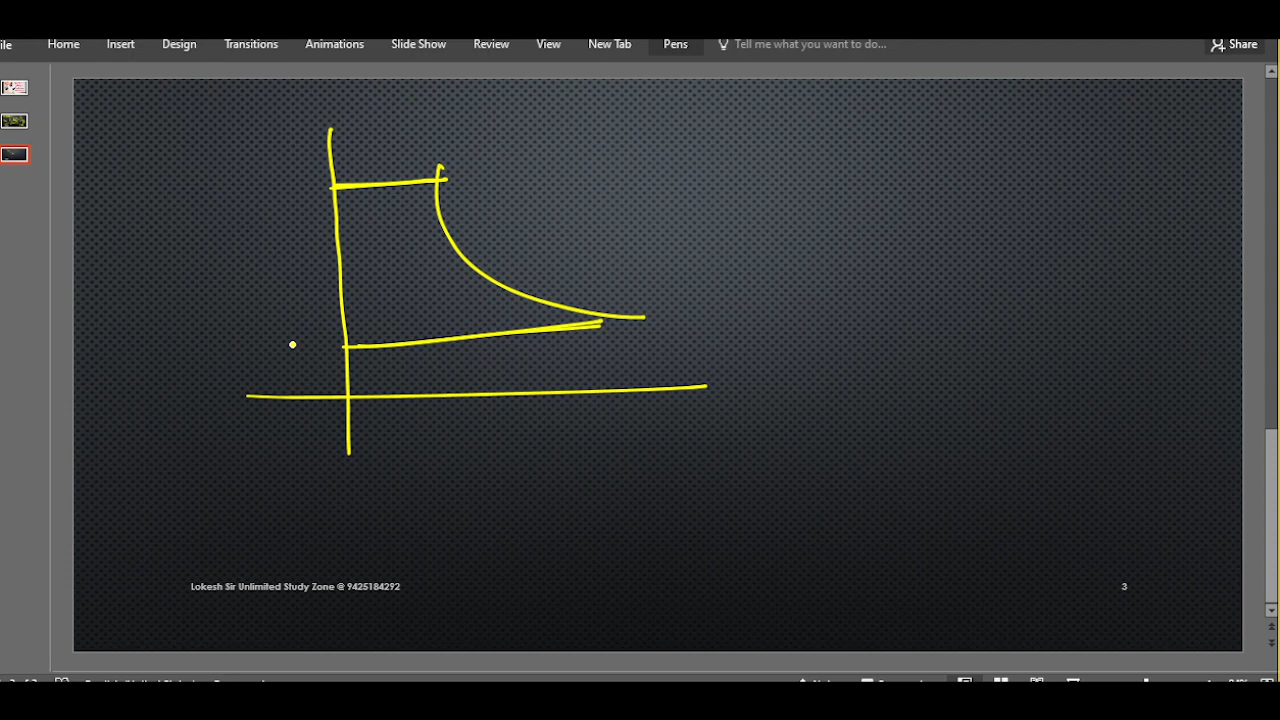 ile Home Insert Design Transitions Animations Slide Show Review View New Tab Pens Tell me what you want to do... Share
Lokesh Sir Unlimited Study Zone @ 9425184292 3